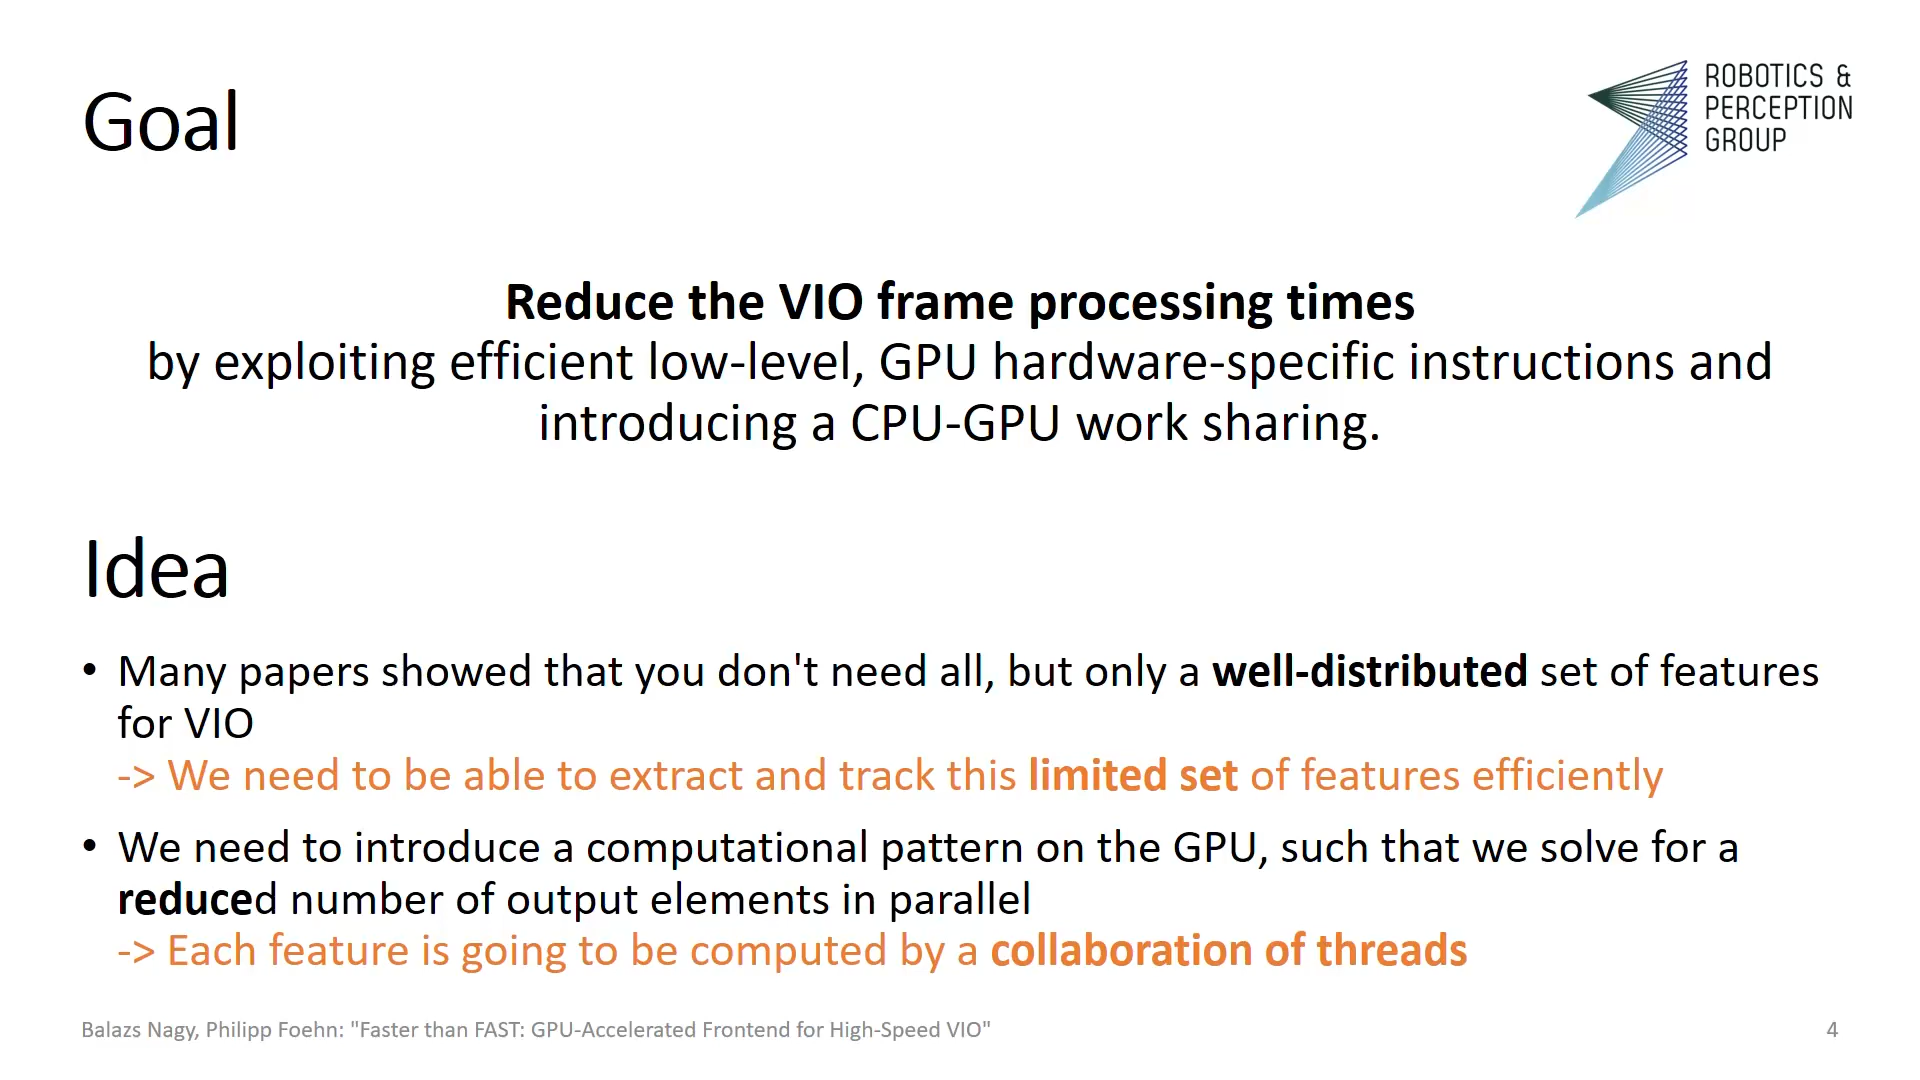 Goal
ROBOTICS &
PERCEPTION
GROUP
Reduce the VIO frame processing times
by exploiting efficient low-level, GPU hardware-specific instructions and
introducing a CPU-GPU work sharing.
Idea
• Many papers showed that you don't need all, but only a well-distributed set of features
for VIO
-> We need to be able to extract and track this limited set of features efficiently
• We need to introduce a computational pattern on the GPU, such that we solve for a
reduced number of output elements in parallel
-> Each feature is going to be computed by a collaboration of threads
Balazs Nagy, Philipp Foehn: "Faster than FAST: GPU-Accelerated Frontend for High-Speed VIO"
4